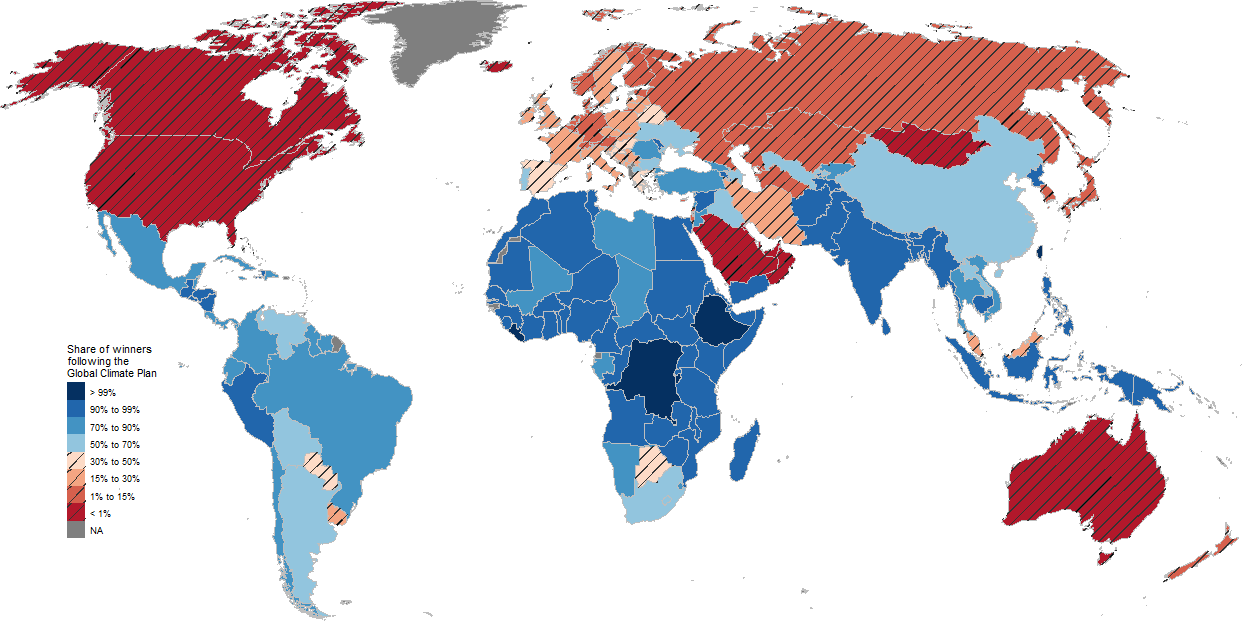 Share of winners
following the
Global Climate Plan
> 99%
90% to 99%
70% to 90%
50% to 70%
30% to 50%
15% to 30%
1% to 15%
< 1%
NA